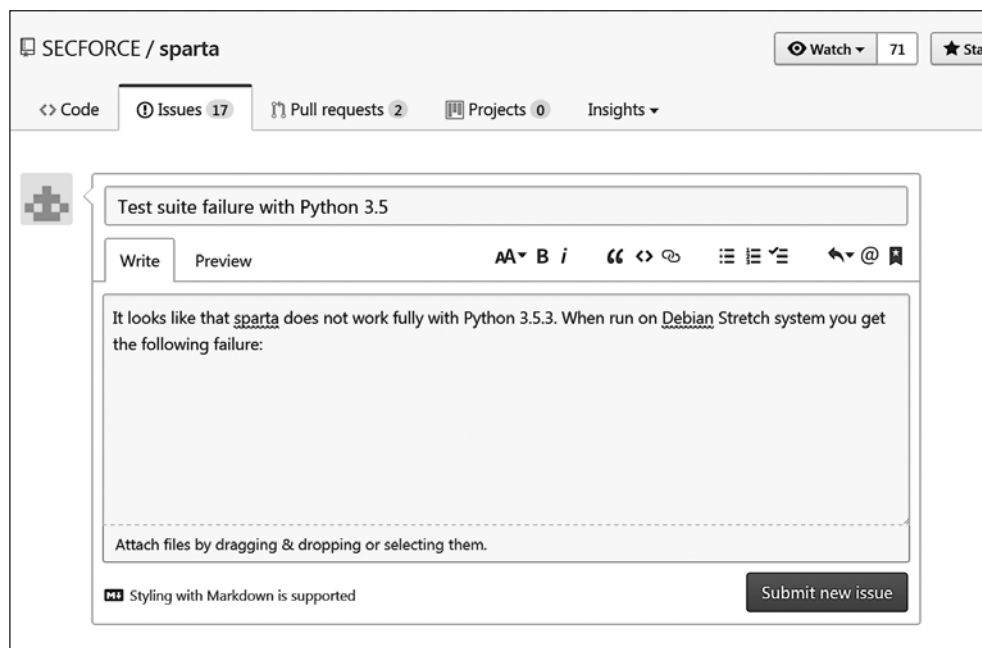 SECFORCE / sparta
Watch 71 Sta
Code Issues 17 Pull requests 2 Projects 0 Insights
Test suite failure with Python 3.5
Write Preview AA B i @
It looks like that sparta does not work fully with Python 3.5.3. When run on Debian Stretch system you get
the following failure:
Attach files by dragging & dropping or selecting them.
M↓ Styling with Markdown is supported
Submit new issue